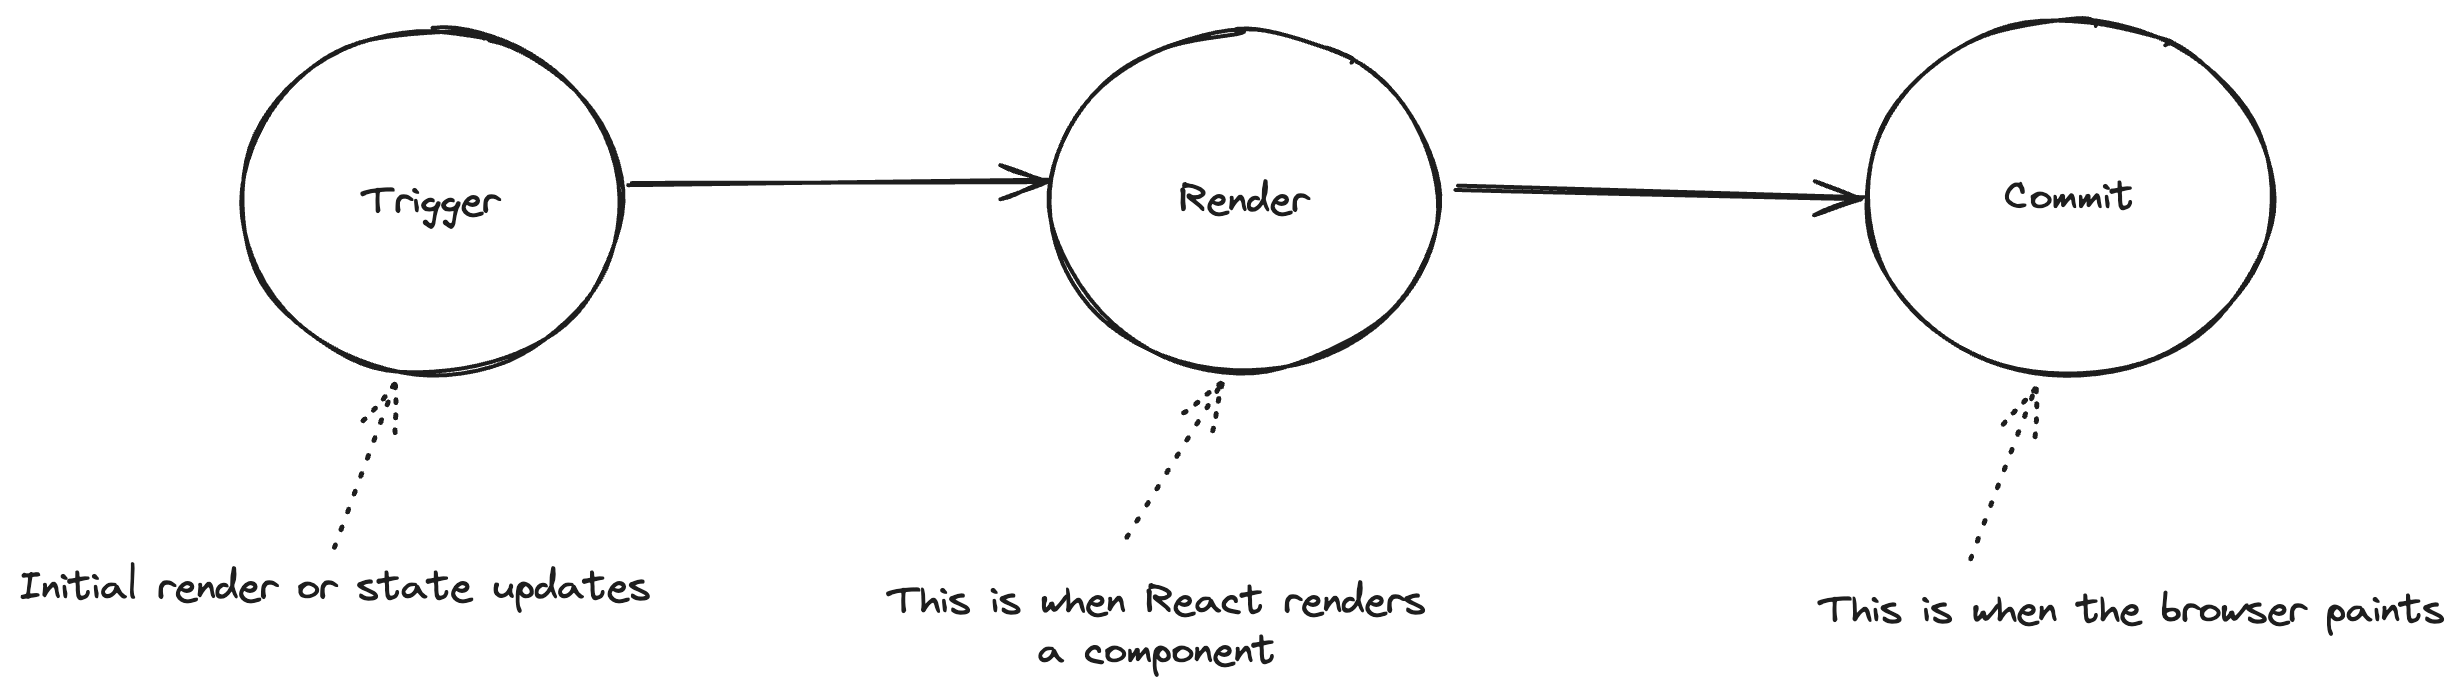 Trigger
Render
Commit
Initial render or state updates
This is when React renders
a component
This is when the browser paints